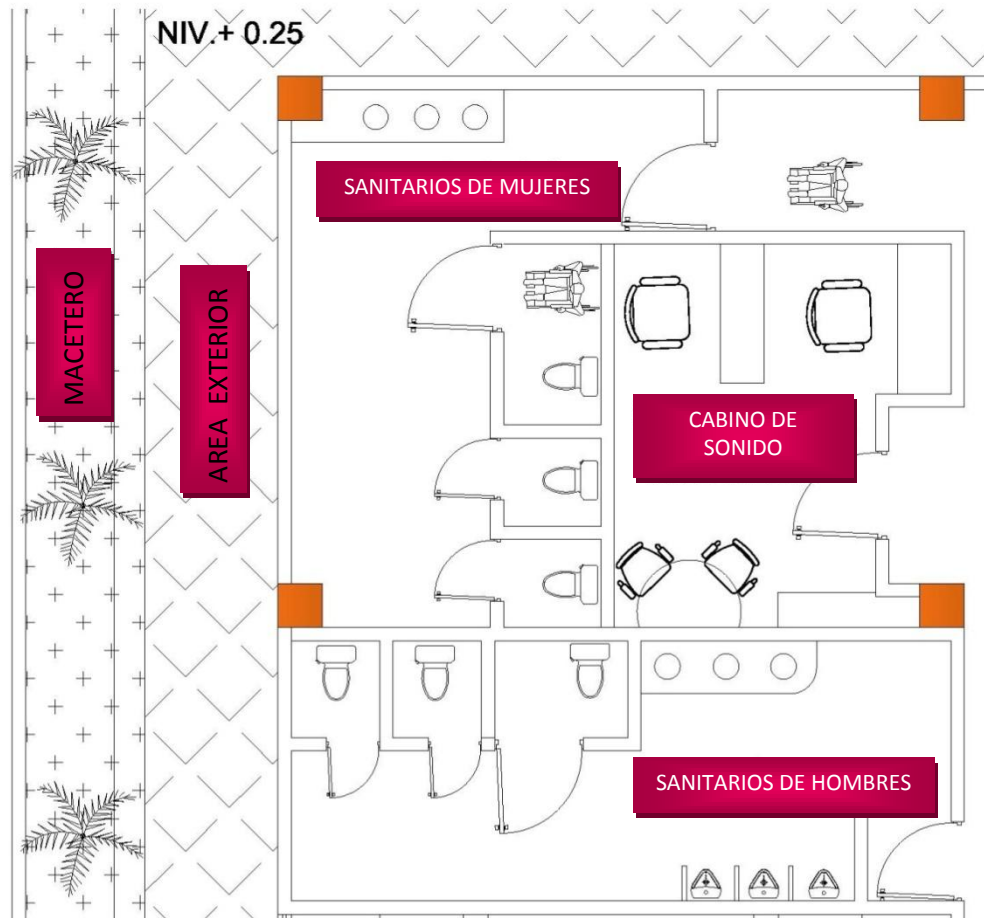 NIV.+ 0.25
SANITARIOS DE MUJERES
MACETERO
AREA EXTERIOR
CABINO DE
SONIDO
SANITARIOS DE HOMBRES